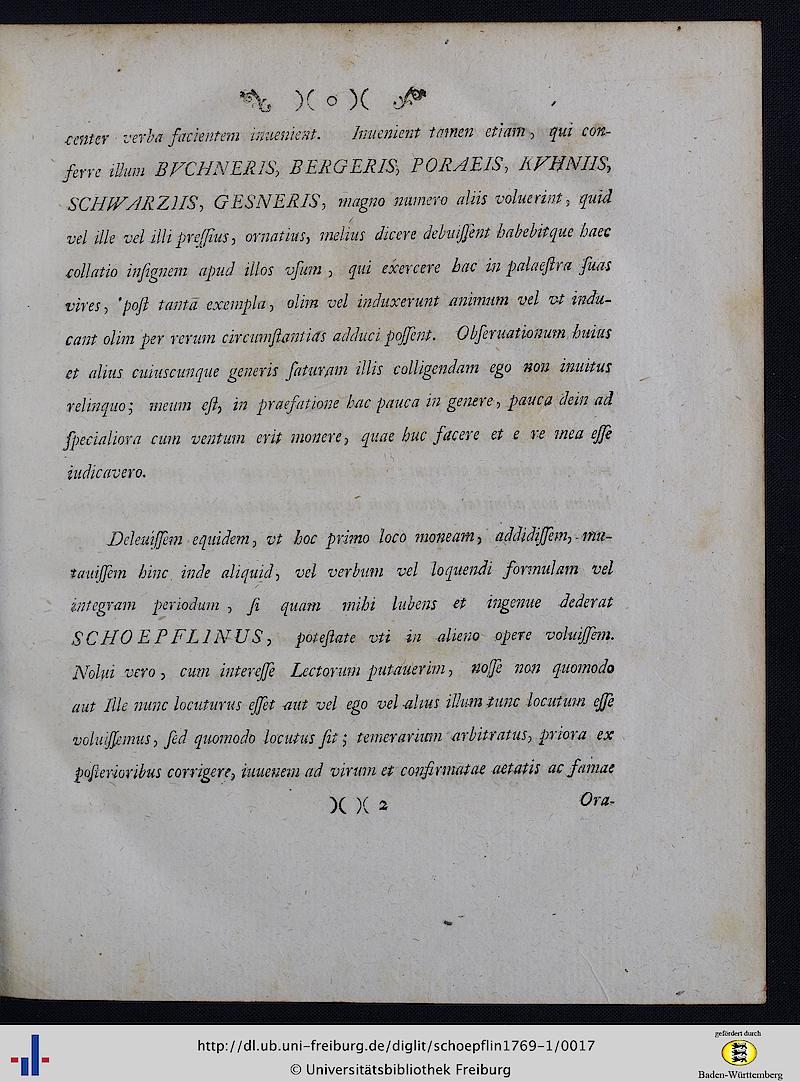 )( o )(
center verba facientem inuenient. Inuenient tamen etiam, qui con-
ferre illum BVCHNERIS, BERGERIS, PORAEIS, KVHNIIS,
SCHWARZIIS, GESNERIS, magno numero aliis voluerint, quid
vel ille vel illi preſſius, ornatius, melius dicere debuiſſent habebitque haec
collatio inſignem apud illos vſum, qui exercere hac in palaeſtra ſuas
vires, poſt tanta exempla, olim vel induxerunt animum vel vt indu-
cant olim per rerum circumſtantias adduci poſſent. Obſeruationum huius
et alius cuiuscunque generis ſaturam illis colligendam ego non inuitus
relinquo; meum eſt, in praefatione hac pauca in genere, pauca dein ad
ſpecialiora cum ventum erit monere, quae huc facere et e re mea eſſe
iudicavero.
Deleuiſſem equidem, vt hoc primo loco moneam, addidiſſem, mu-
tauiſſem hinc inde aliquid, vel verbum vel loquendi formulam vel
integram periodum, ſi quam mihi lubens et ingenue dederat
SCHOEPFLINUS, poteſtate vti in alieno opere voluiſſem.
Nolui vero, cum intereſſe Lectorum putauerim, noſſe non quomodo
aut Ille nunc locuturus eſſet aut vel ego vel alius illum tunc locutum eſſe
voluiſſemus, ſed quomodo locutus ſit; temerarium arbitratus, priora ex
poſterioribus corrigere, iuuenem ad virum et confirmatae aetatis ac famae
)( )( 2 Ora-
http://dl.ub.uni-freiburg.de/diglit/schoepflin1769-1/0017
© Universitätsbibliothek Freiburg
gefördert durch
Baden-Württemberg